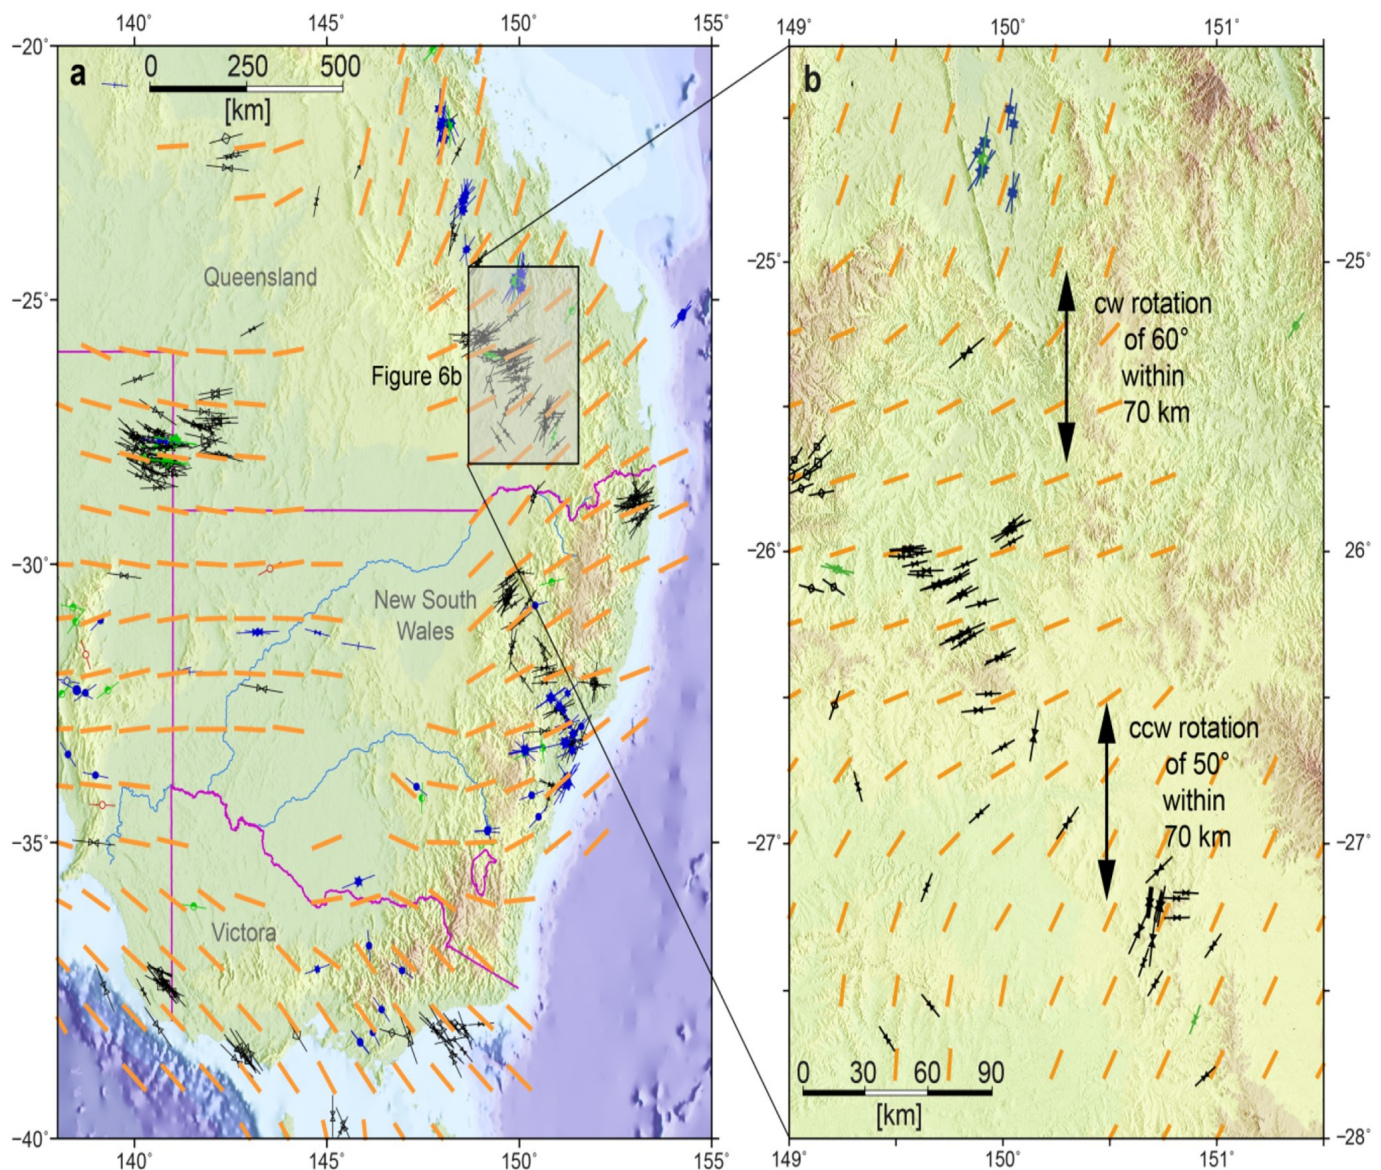 140° 145° 150° 155°
a
0 250 500
[km]
−20°
−25°
−30°
−35°
−40°
Queensland
Figure 6b
New South
Wales
Victora
140° 145° 150° 155°
149° 150° 151°
b
−25°
−26°
−27°
−28°
cw rotation
of 60°
within
70 km
ccw rotation
of 50°
within
70 km
0 30 60 90
[km]
149° 150° 151°